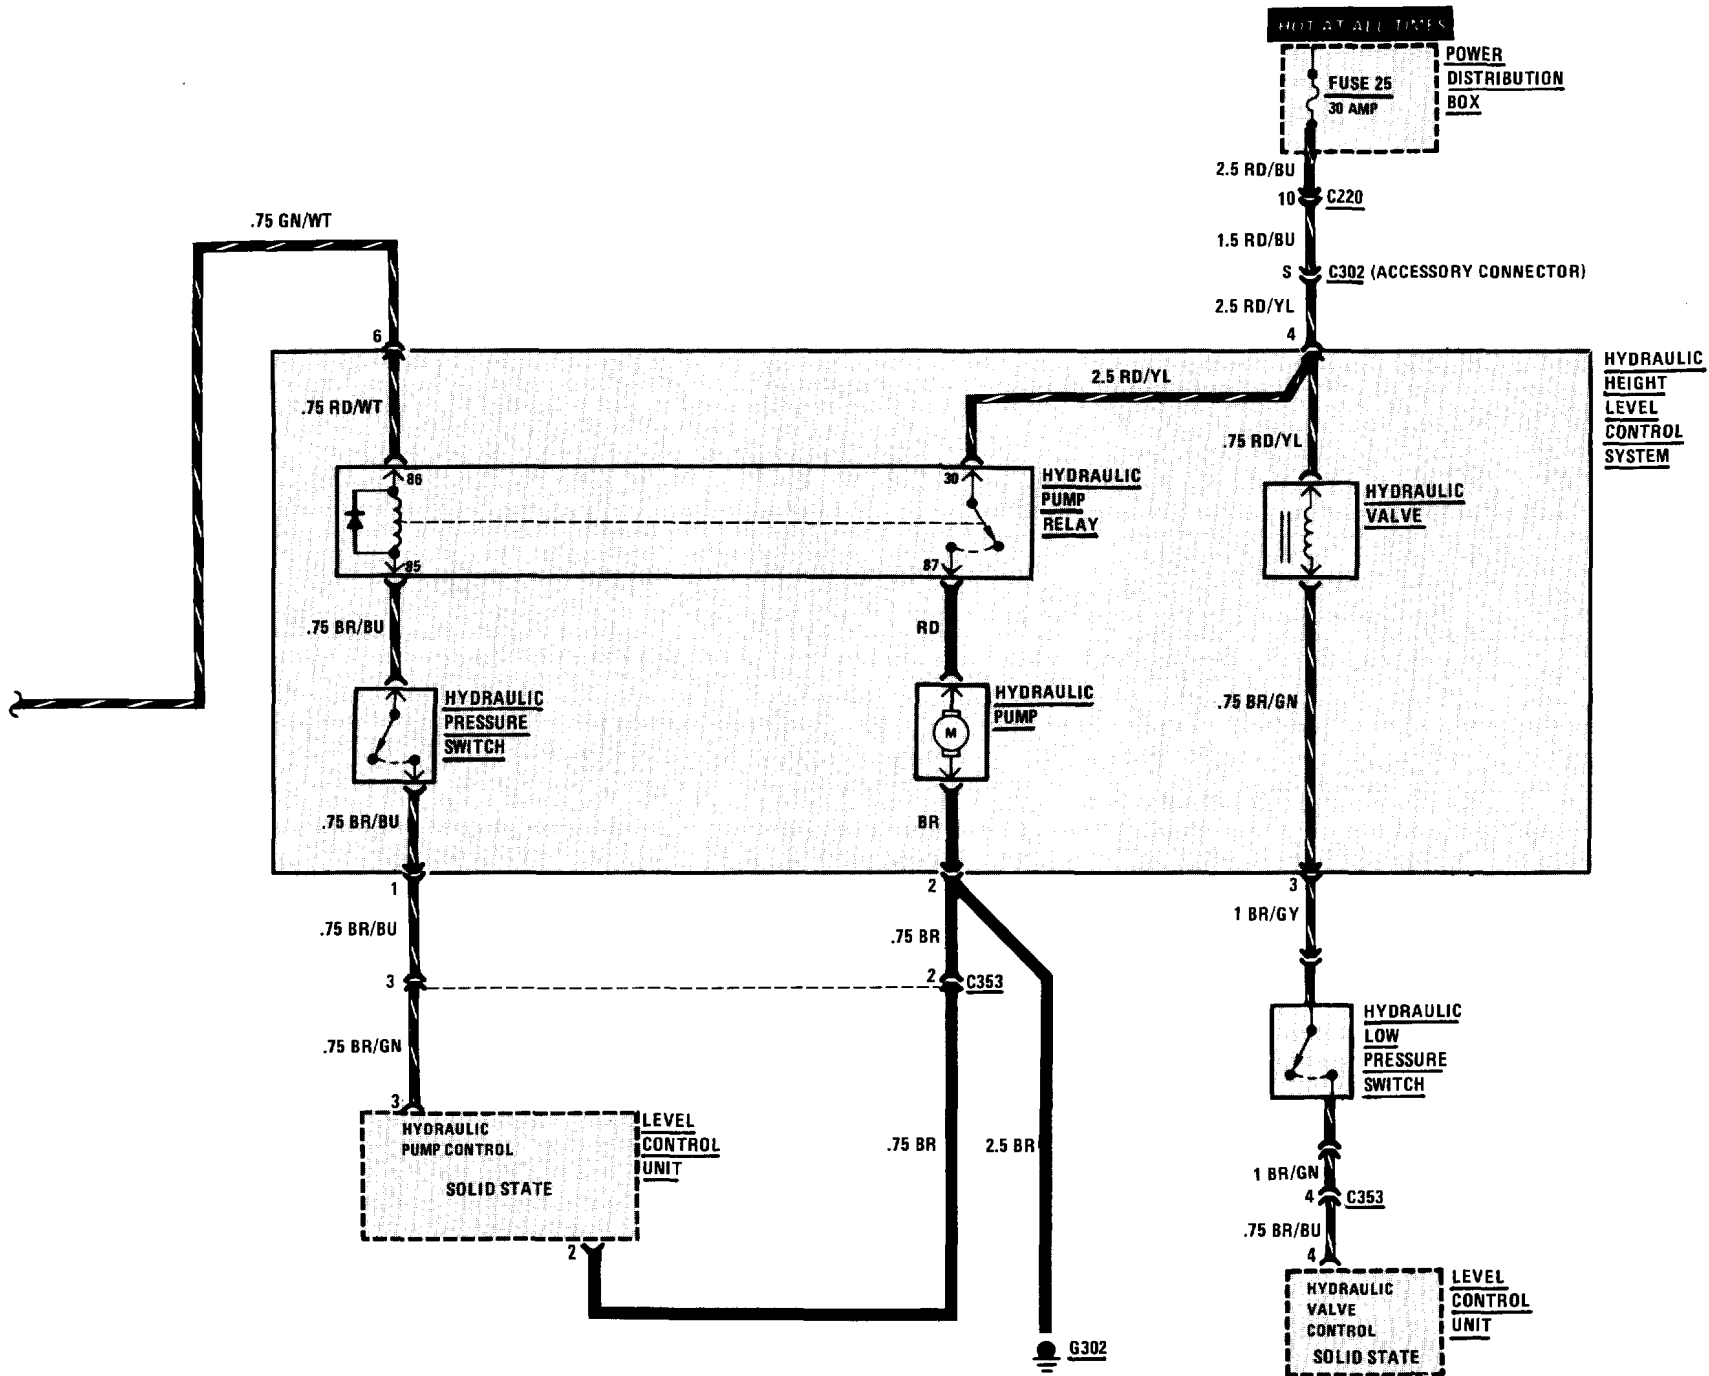 HOT AT ALL TIMES
POWER
DISTRIBUTION
BOX
FUSE 25
30 AMP
2.5 RD/BU
10 C220
1.5 RD/BU
S C302 (ACCESSORY CONNECTOR)
2.5 RD/YL
4
.75 GN/WT
6
HYDRAULIC
HEIGHT
LEVEL
CONTROL
SYSTEM
2.5 RD/YL
.75 RD/WT
.75 RD/YL
86
30
85
87
HYDRAULIC
PUMP
RELAY
HYDRAULIC
VALVE
.75 BR/BU
RD
HYDRAULIC
PRESSURE
SWITCH
HYDRAULIC
PUMP
M
.75 BR/GN
.75 BR/BU
BR
1
2
3
.75 BR/BU
.75 BR
1 BR/GY
3
2 C353
.75 BR/GN
HYDRAULIC
LOW
PRESSURE
SWITCH
3
HYDRAULIC
PUMP CONTROL
SOLID STATE
LEVEL
CONTROL
UNIT
.75 BR
2.5 BR
1 BR/GN
4 C353
.75 BR/BU
4
2
HYDRAULIC
VALVE
CONTROL
SOLID STATE
LEVEL
CONTROL
UNIT
G302